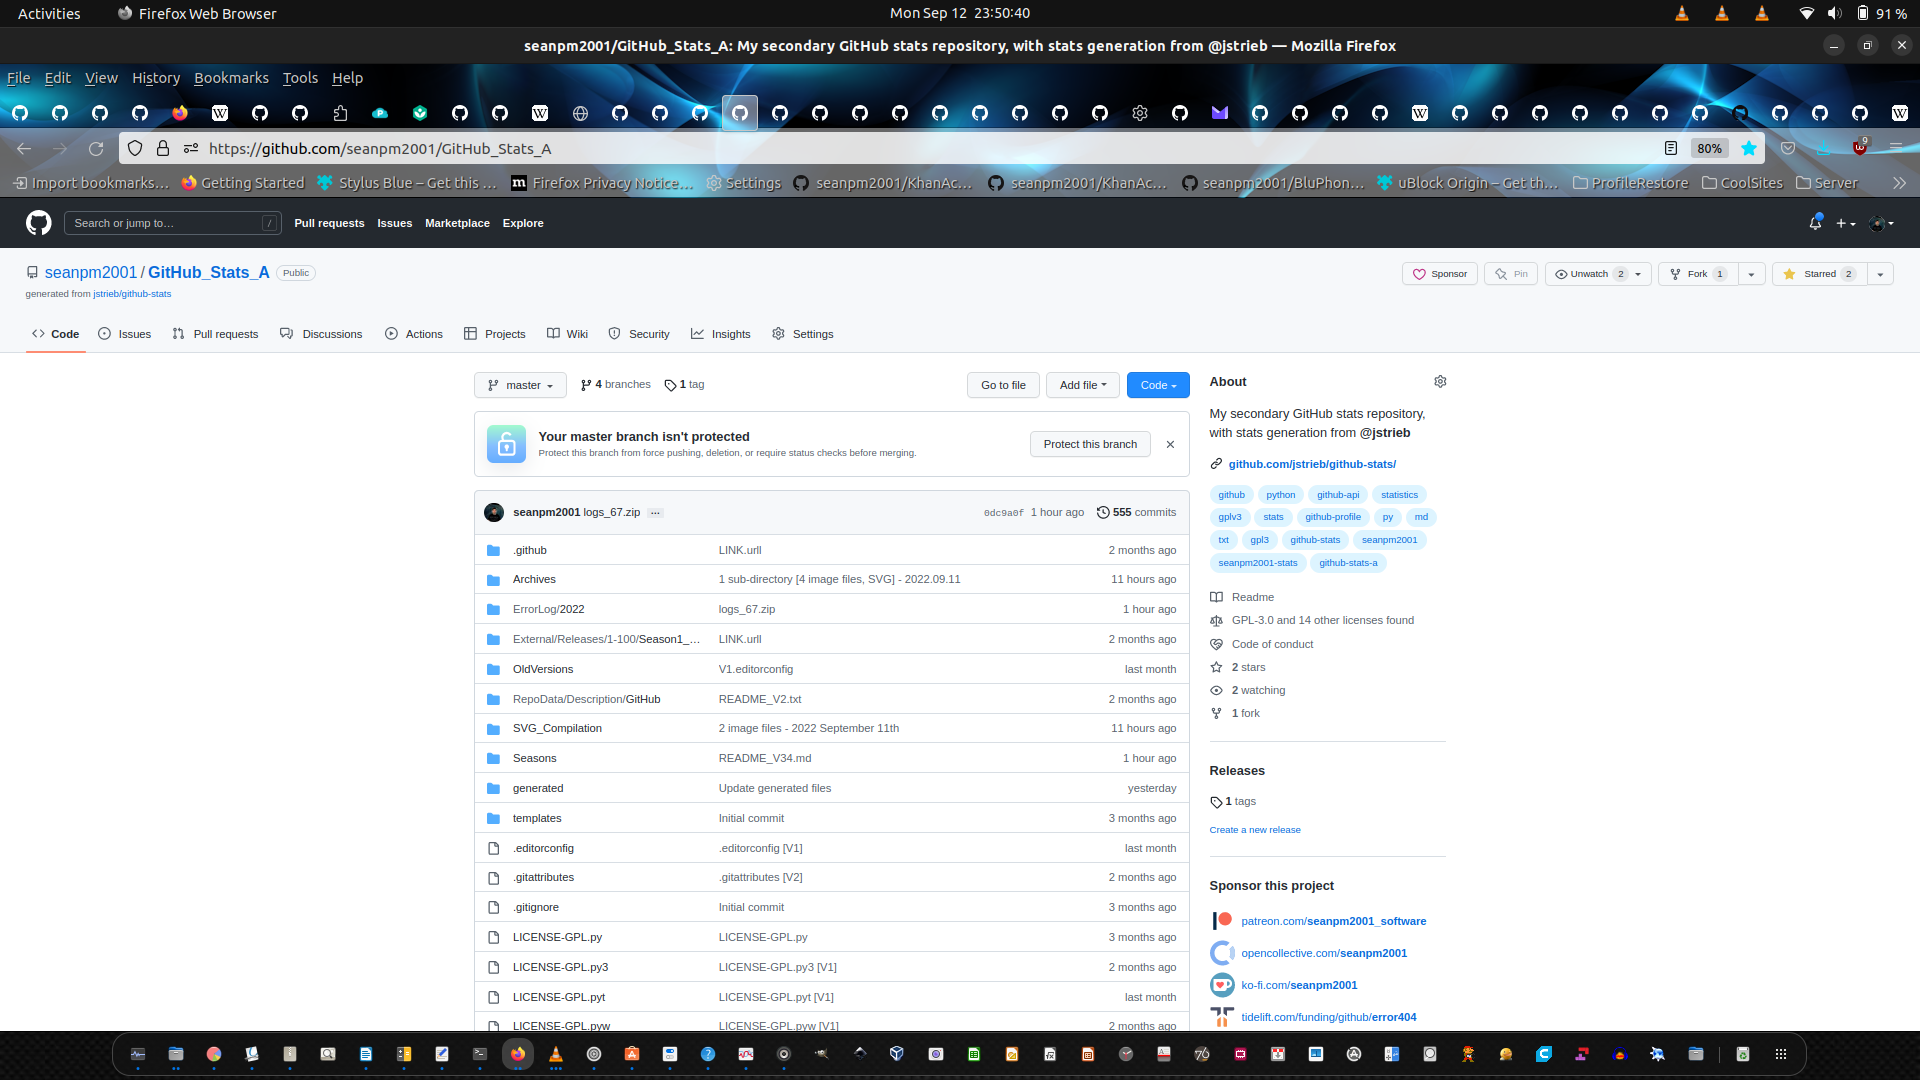 Activities
Firefox Web Browser
Mon Sep 12 23:50:40
91 %
seanpm2001/GitHub_Stats_A: My secondary GitHub stats repository, with stats generation from @jstrieb — Mozilla Firefox
File Edit View History Bookmarks Tools Help
https://github.com/seanpm2001/GitHub_Stats_A
80%
9
Import bookmarks…
Getting Started
Stylus Blue – Get this …
Firefox Privacy Notice…
Settings
seanpm2001/KhanAc…
seanpm2001/KhanAc…
seanpm2001/BluPhon…
uBlock Origin – Get th…
ProfileRestore
CoolSites
Server
Search or jump to…
/
Pull requests Issues Marketplace Explore
seanpm2001 / GitHub_Stats_A Public
generated from jstrieb/github-stats
Sponsor
Pin
Unwatch 2
Fork 1
Starred 2
Code
Issues
Pull requests
Discussions
Actions
Projects
Wiki
Security
Insights
Settings
master
4 branches
1 tag
Go to file
Add file
Code
Your master branch isn't protected
Protect this branch from force pushing, deletion, or require status checks before merging.
Protect this branch
seanpm2001 logs_67.zip ...
0dc9a0f 1 hour ago
555 commits
.github LINK.urll 2 months ago
Archives 1 sub-directory [4 image files, SVG] - 2022.09.11 11 hours ago
ErrorLog/2022 logs_67.zip 1 hour ago
External/Releases/1-100/Season1_… LINK.urll 2 months ago
OldVersions V1.editorconfig last month
RepoData/Description/GitHub README_V2.txt 2 months ago
SVG_Compilation 2 image files - 2022 September 11th 11 hours ago
Seasons README_V34.md 1 hour ago
generated Update generated files yesterday
templates Initial commit 3 months ago
.editorconfig .editorconfig [V1] last month
.gitattributes .gitattributes [V2] 2 months ago
.gitignore Initial commit 3 months ago
LICENSE-GPL.py LICENSE-GPL.py 3 months ago
LICENSE-GPL.py3 LICENSE-GPL.py3 [V1] 2 months ago
LICENSE-GPL.pyt LICENSE-GPL.pyt [V1] last month
LICENSE-GPL.pyw LICENSE-GPL.pyw [V1] 2 months ago
About
My secondary GitHub stats repository,
with stats generation from @jstrieb
github.com/jstrieb/github-stats/
github python github-api statistics
gplv3 stats github-profile py md
txt gpl3 github-stats seanpm2001
seanpm2001-stats github-stats-a
Readme
GPL-3.0 and 14 other licenses found
Code of conduct
2 stars
2 watching
1 fork
Releases
1 tags
Create a new release
Sponsor this project
patreon.com/seanpm2001_software
opencollective.com/seanpm2001
ko-fi.com/seanpm2001
tidelift.com/funding/github/error404